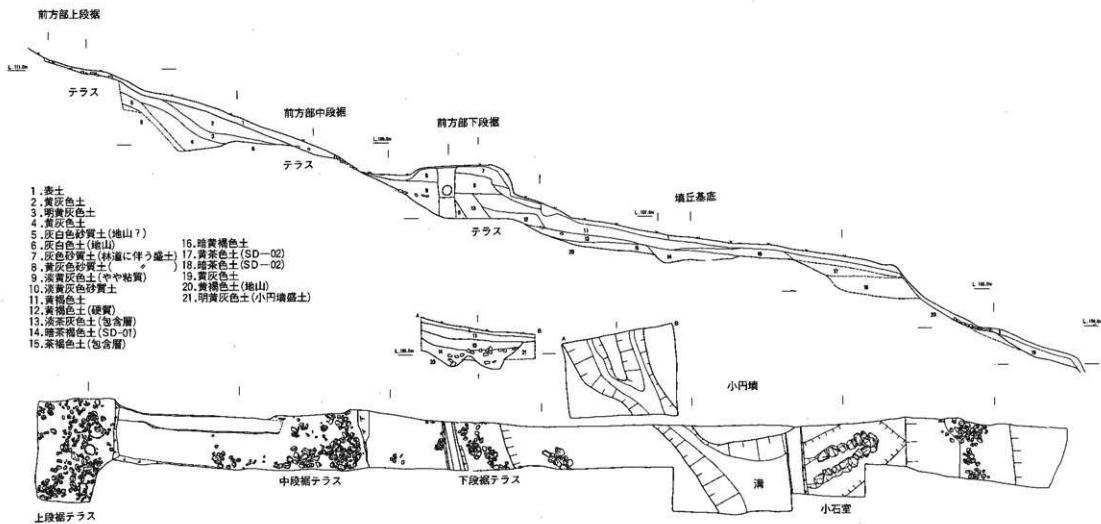 前方部上段裾
L.111.0m
テラス
前方部中段裾
テラス
前方部下段裾
テラス
墳丘基底
1.表土
2.黄灰色土
3.明黄灰色土
4.黄灰色土
5.灰白色砂質土(地山?)
6.灰白色土(地山)
7.灰色砂質土(林道に伴う盛土)
8.黄灰色砂質土( 〃 )
9.淡黄灰色土(やや粘質)
10.淡黄灰色砂質土
11.黄褐色土
12.黄褐色土(硬質)
13.淡茶灰色土(包含層)
14.暗茶褐色土(SD-01)
15.茶褐色土(包含層)
16.暗黄褐色土
17.黄茶色土(SD-02)
18.暗茶色土(SD-02)
19.黄灰色土
20.黄褐色土(地山)
21.明黄灰色土(小円墳盛土)
A
B
A
B
小円墳
上段裾テラス
中段裾テラス
下段裾テラス
溝
小石室